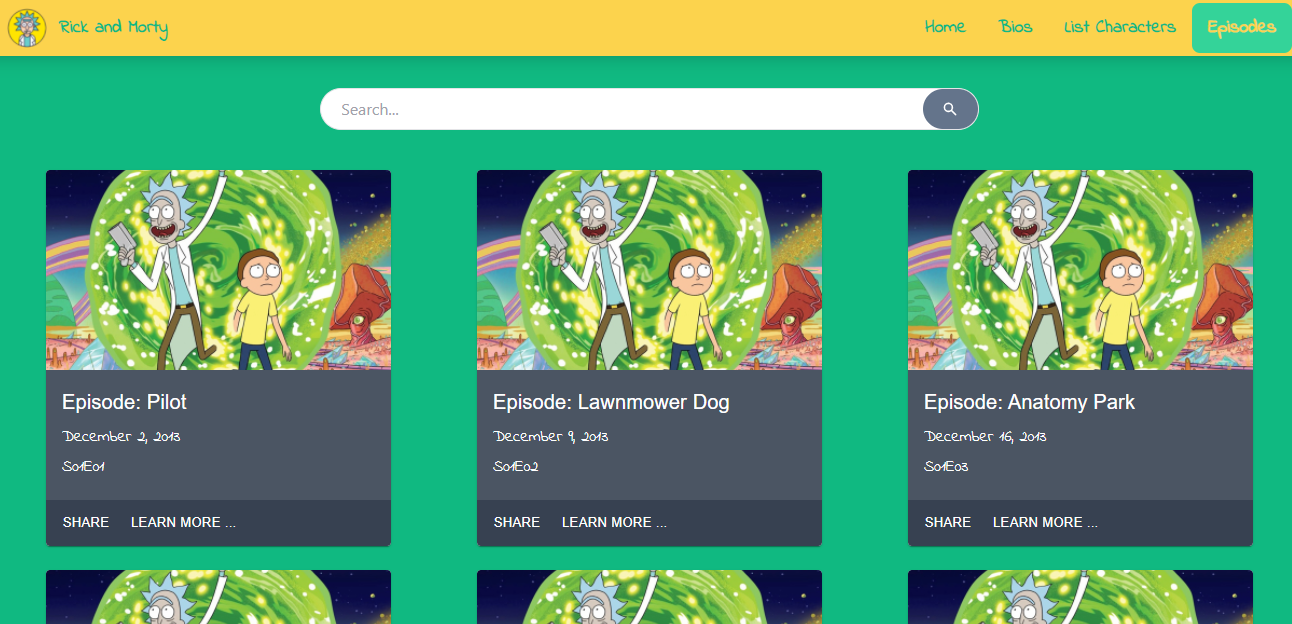 Rick and Morty Home Bios List Characters Episodes
Search...
Episode: Pilot
December 2, 2013
S01E01
SHARE LEARN MORE ...
Episode: Lawnmower Dog
December 9, 2013
S01E02
SHARE LEARN MORE ...
Episode: Anatomy Park
December 16, 2013
S01E03
SHARE LEARN MORE ...